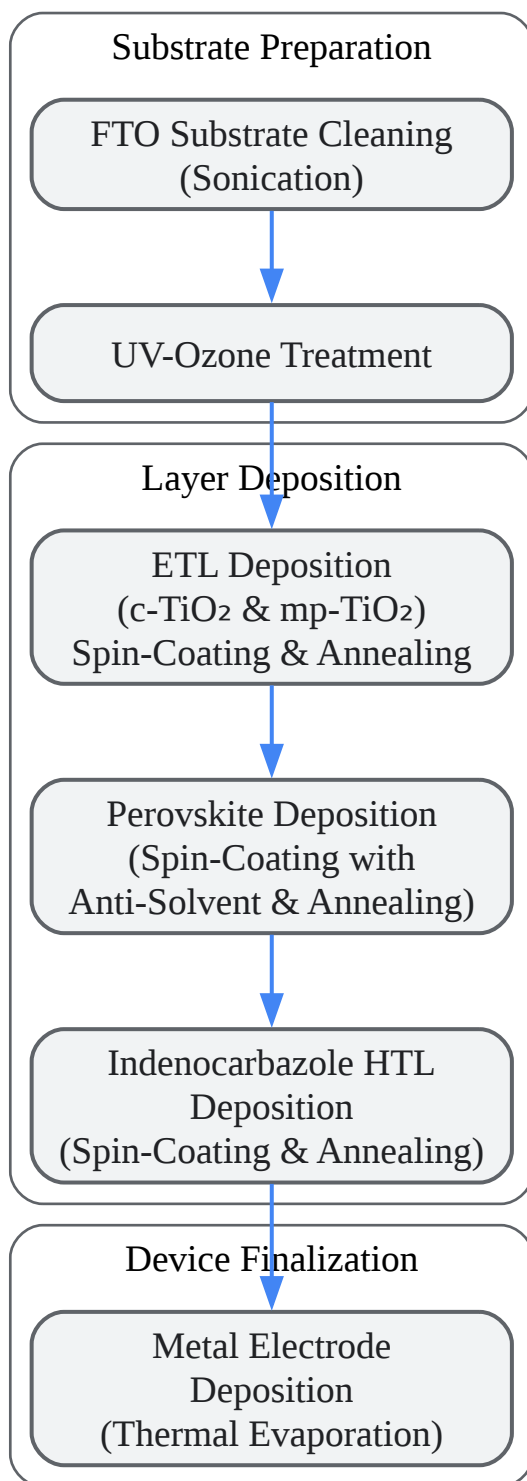 Substrate Preparation
FTO Substrate Cleaning
(Sonication)
UV-Ozone Treatment
Layer Deposition
ETL Deposition
(c-TiO₂ & mp-TiO₂)
Spin-Coating & Annealing
Perovskite Deposition
(Spin-Coating with
Anti-Solvent & Annealing)
Indenocarbazole HTL
Deposition
(Spin-Coating & Annealing)
Device Finalization
Metal Electrode
Deposition
(Thermal Evaporation)